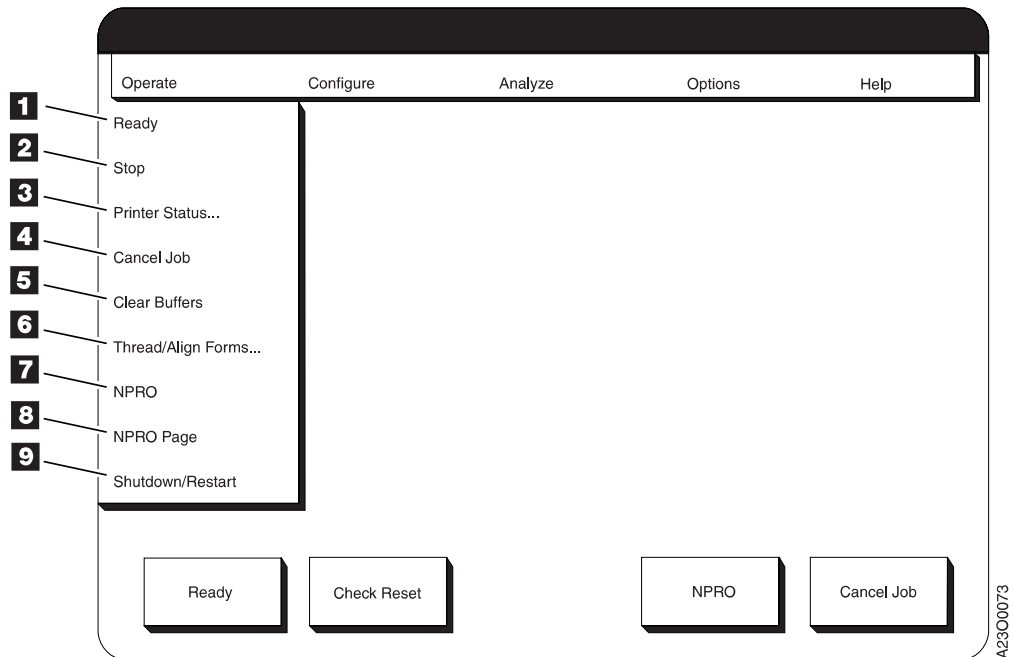 Operate Configure Analyze Options Help
1 Ready
2 Stop
3 Printer Status...
4 Cancel Job
5 Clear Buffers
6 Thread/Align Forms...
7 NPRO
8 NPRO Page
9 Shutdown/Restart
Ready Check Reset NPRO Cancel Job
A23O0073